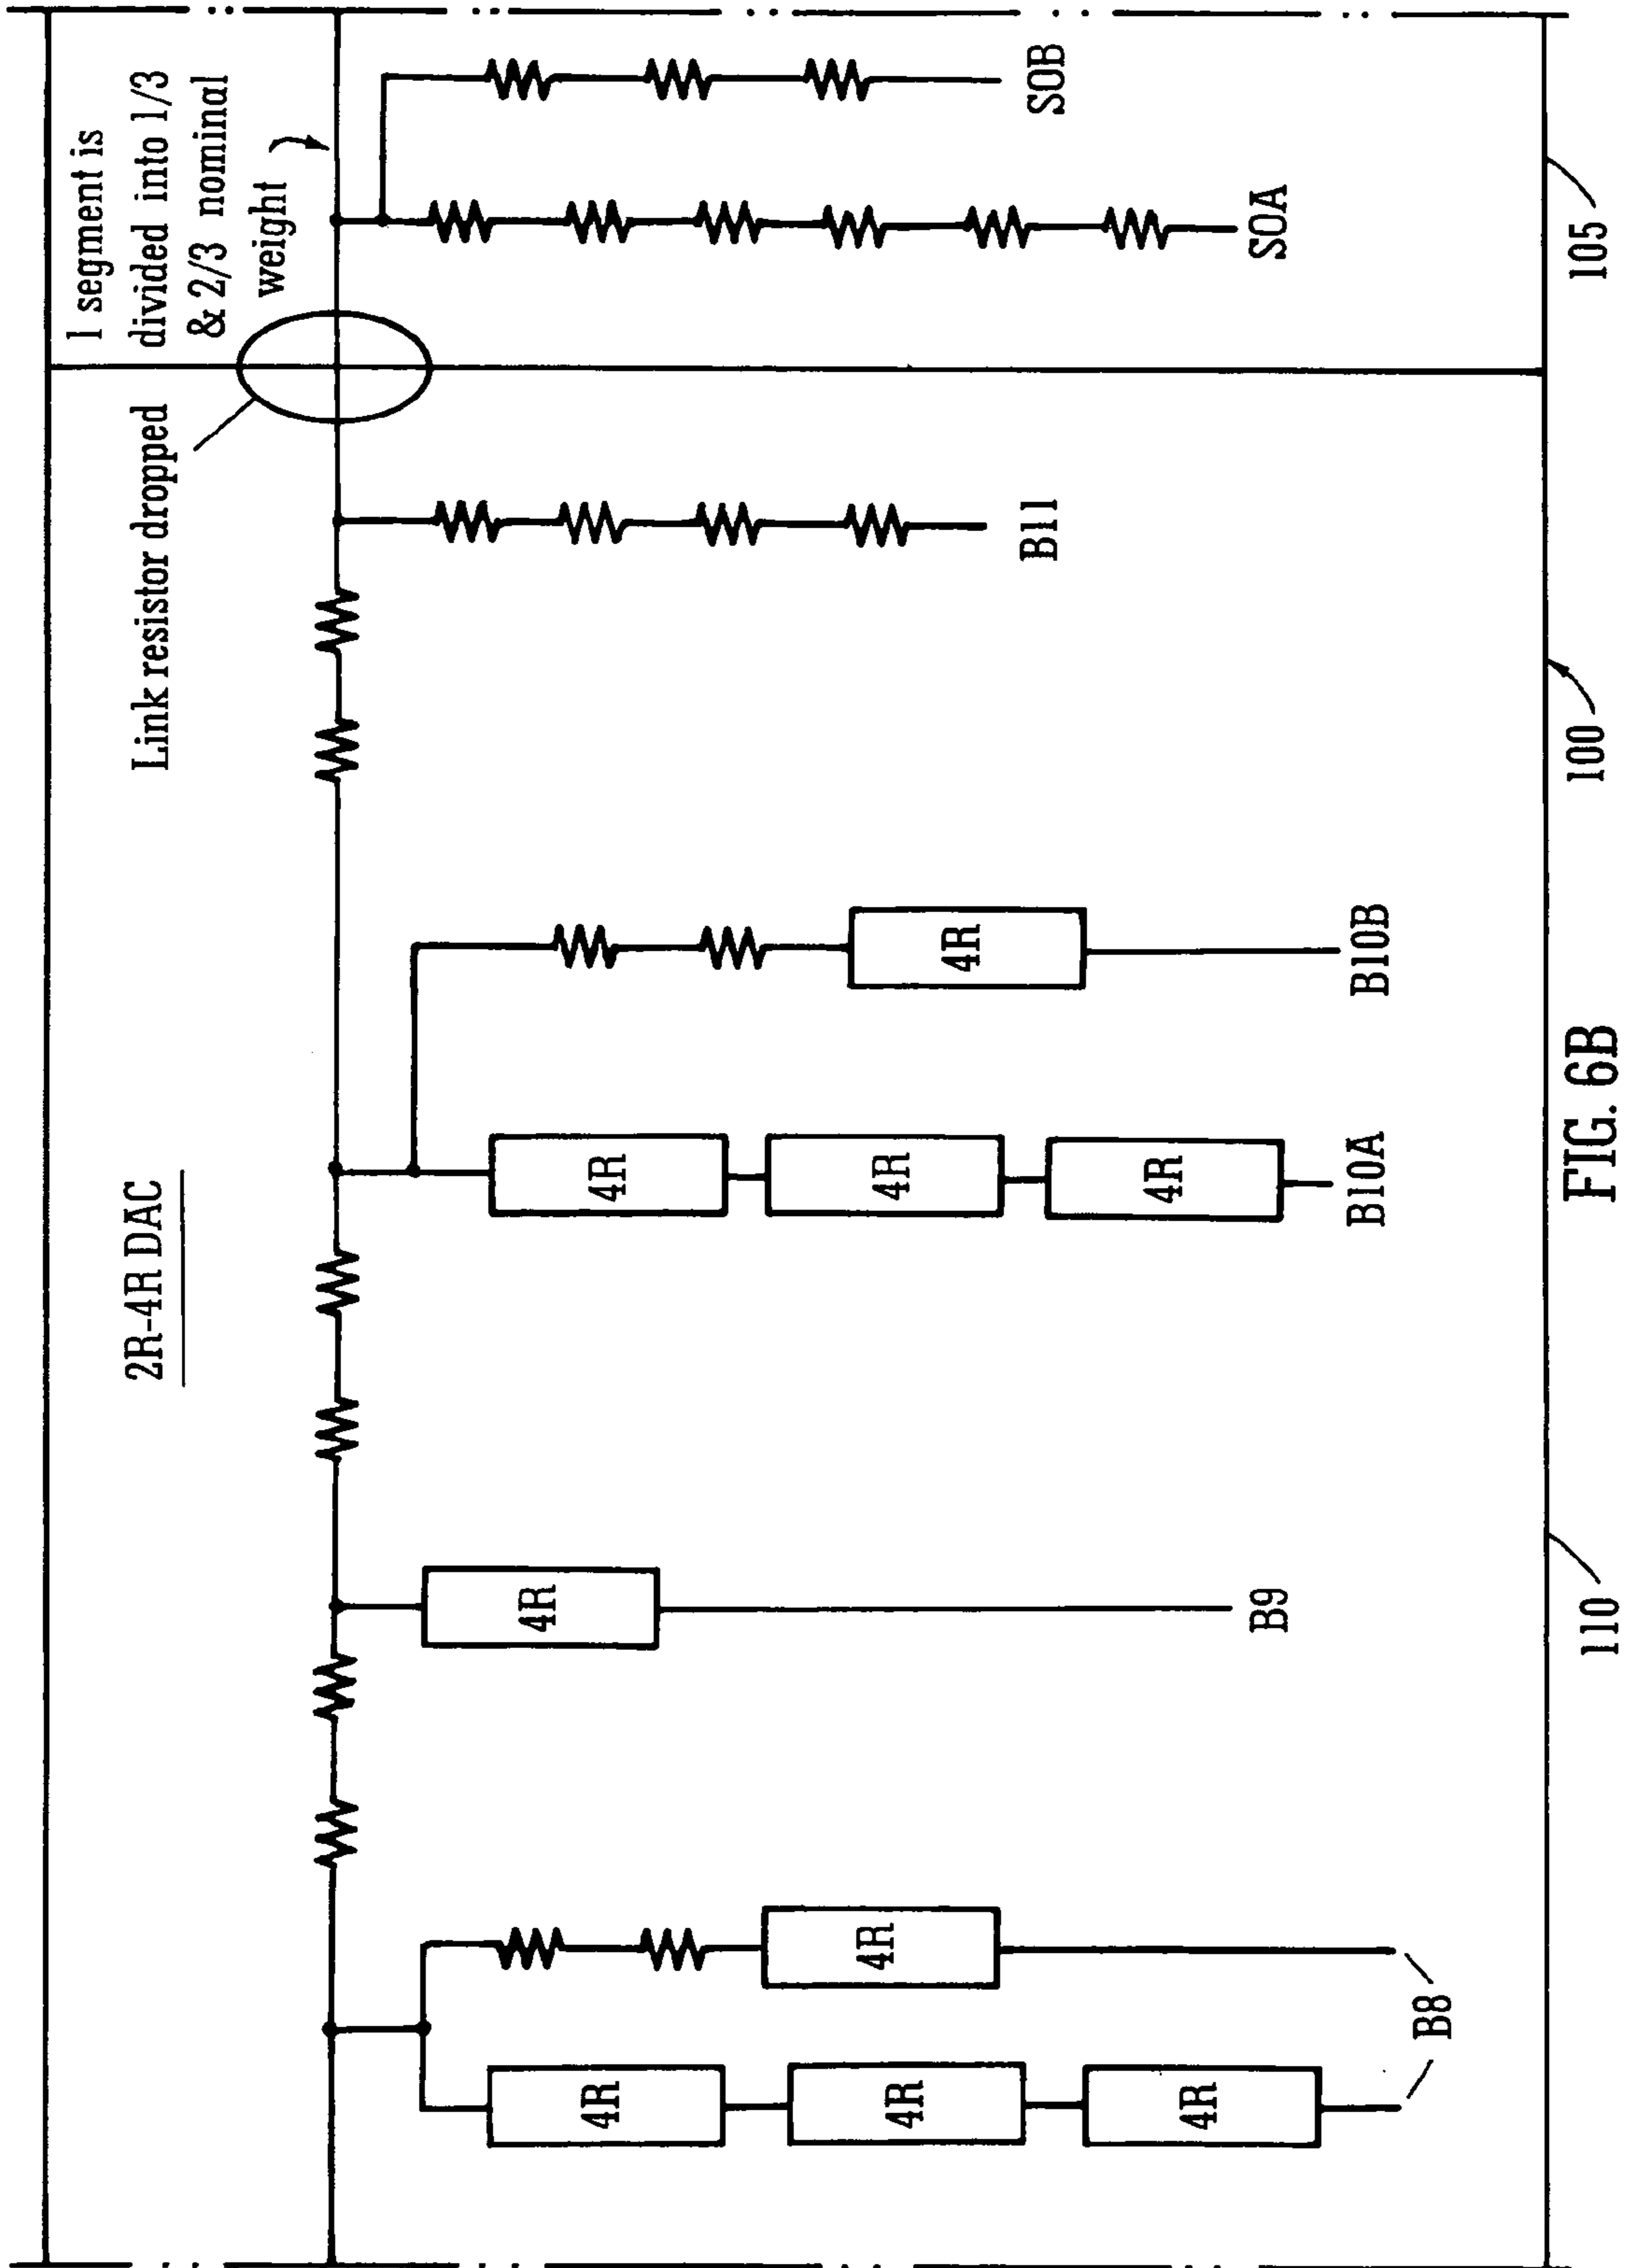 2R-4R DAC
Link resistor dropped
1 segment is
divided into 1/3
& 2/3 nominal
weight
4R
4R
4R
4R
B8
4R
B9
4R
4R
4R
B10A
4R
B10B
B11
S0A
S0B
110
100
105
FIG. 6B